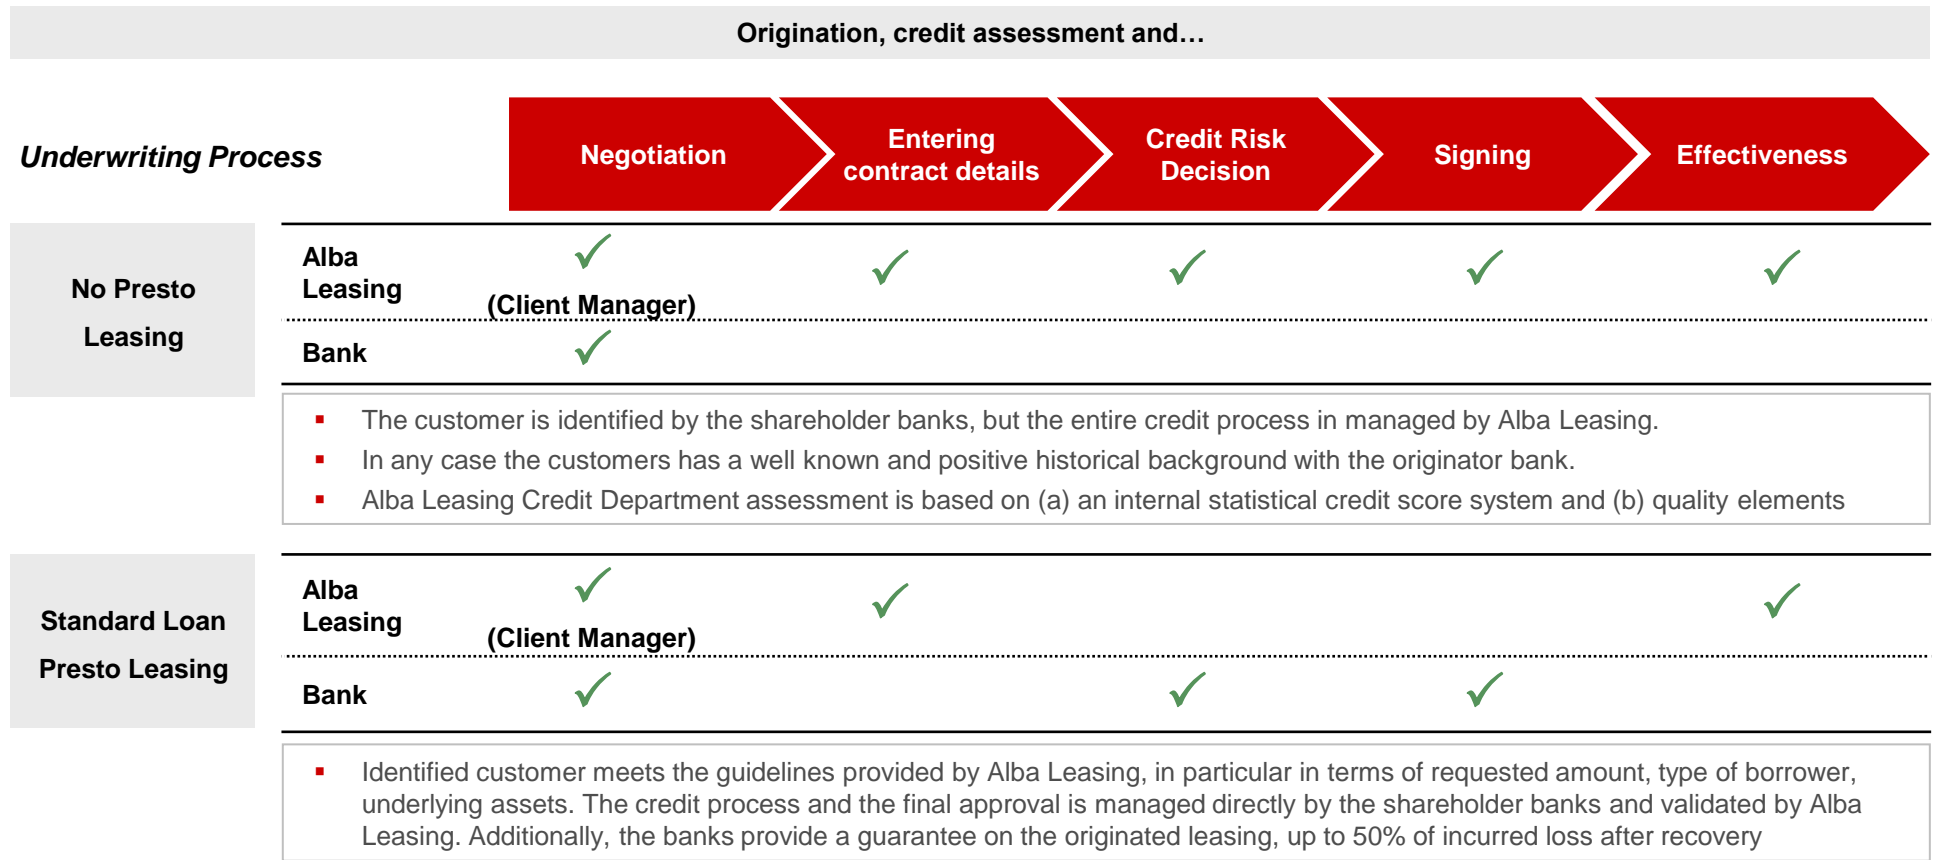 Origination, credit assessment and…
Underwriting Process
Negotiation
Entering
contract details
Credit Risk
Decision
Signing
Effectiveness
No Presto
Leasing
Alba
Leasing
(Client Manager)
Bank
The customer is identified by the shareholder banks, but the entire credit process in managed by Alba Leasing.
In any case the customers has a well known and positive historical background with the originator bank.
Alba Leasing Credit Department assessment is based on (a) an internal statistical credit score system and (b) quality elements
Standard Loan
Presto Leasing
Alba
Leasing
(Client Manager)
Bank
Identified customer meets the guidelines provided by Alba Leasing, in particular in terms of requested amount, type of borrower,
underlying assets. The credit process and the final approval is managed directly by the shareholder banks and validated by Alba
Leasing. Additionally, the banks provide a guarantee on the originated leasing, up to 50% of incurred loss after recovery